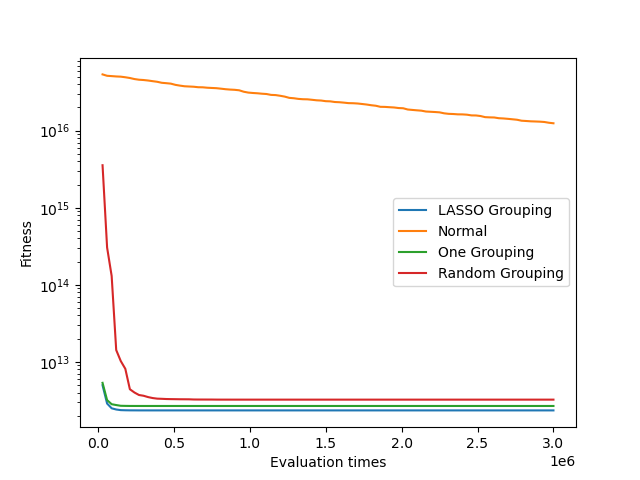 10^16
10^15
10^14
10^13
Fitness
LASSO Grouping
Normal
One Grouping
Random Grouping
0.0 0.5 1.0 1.5 2.0 2.5 3.0
Evaluation times
1e6